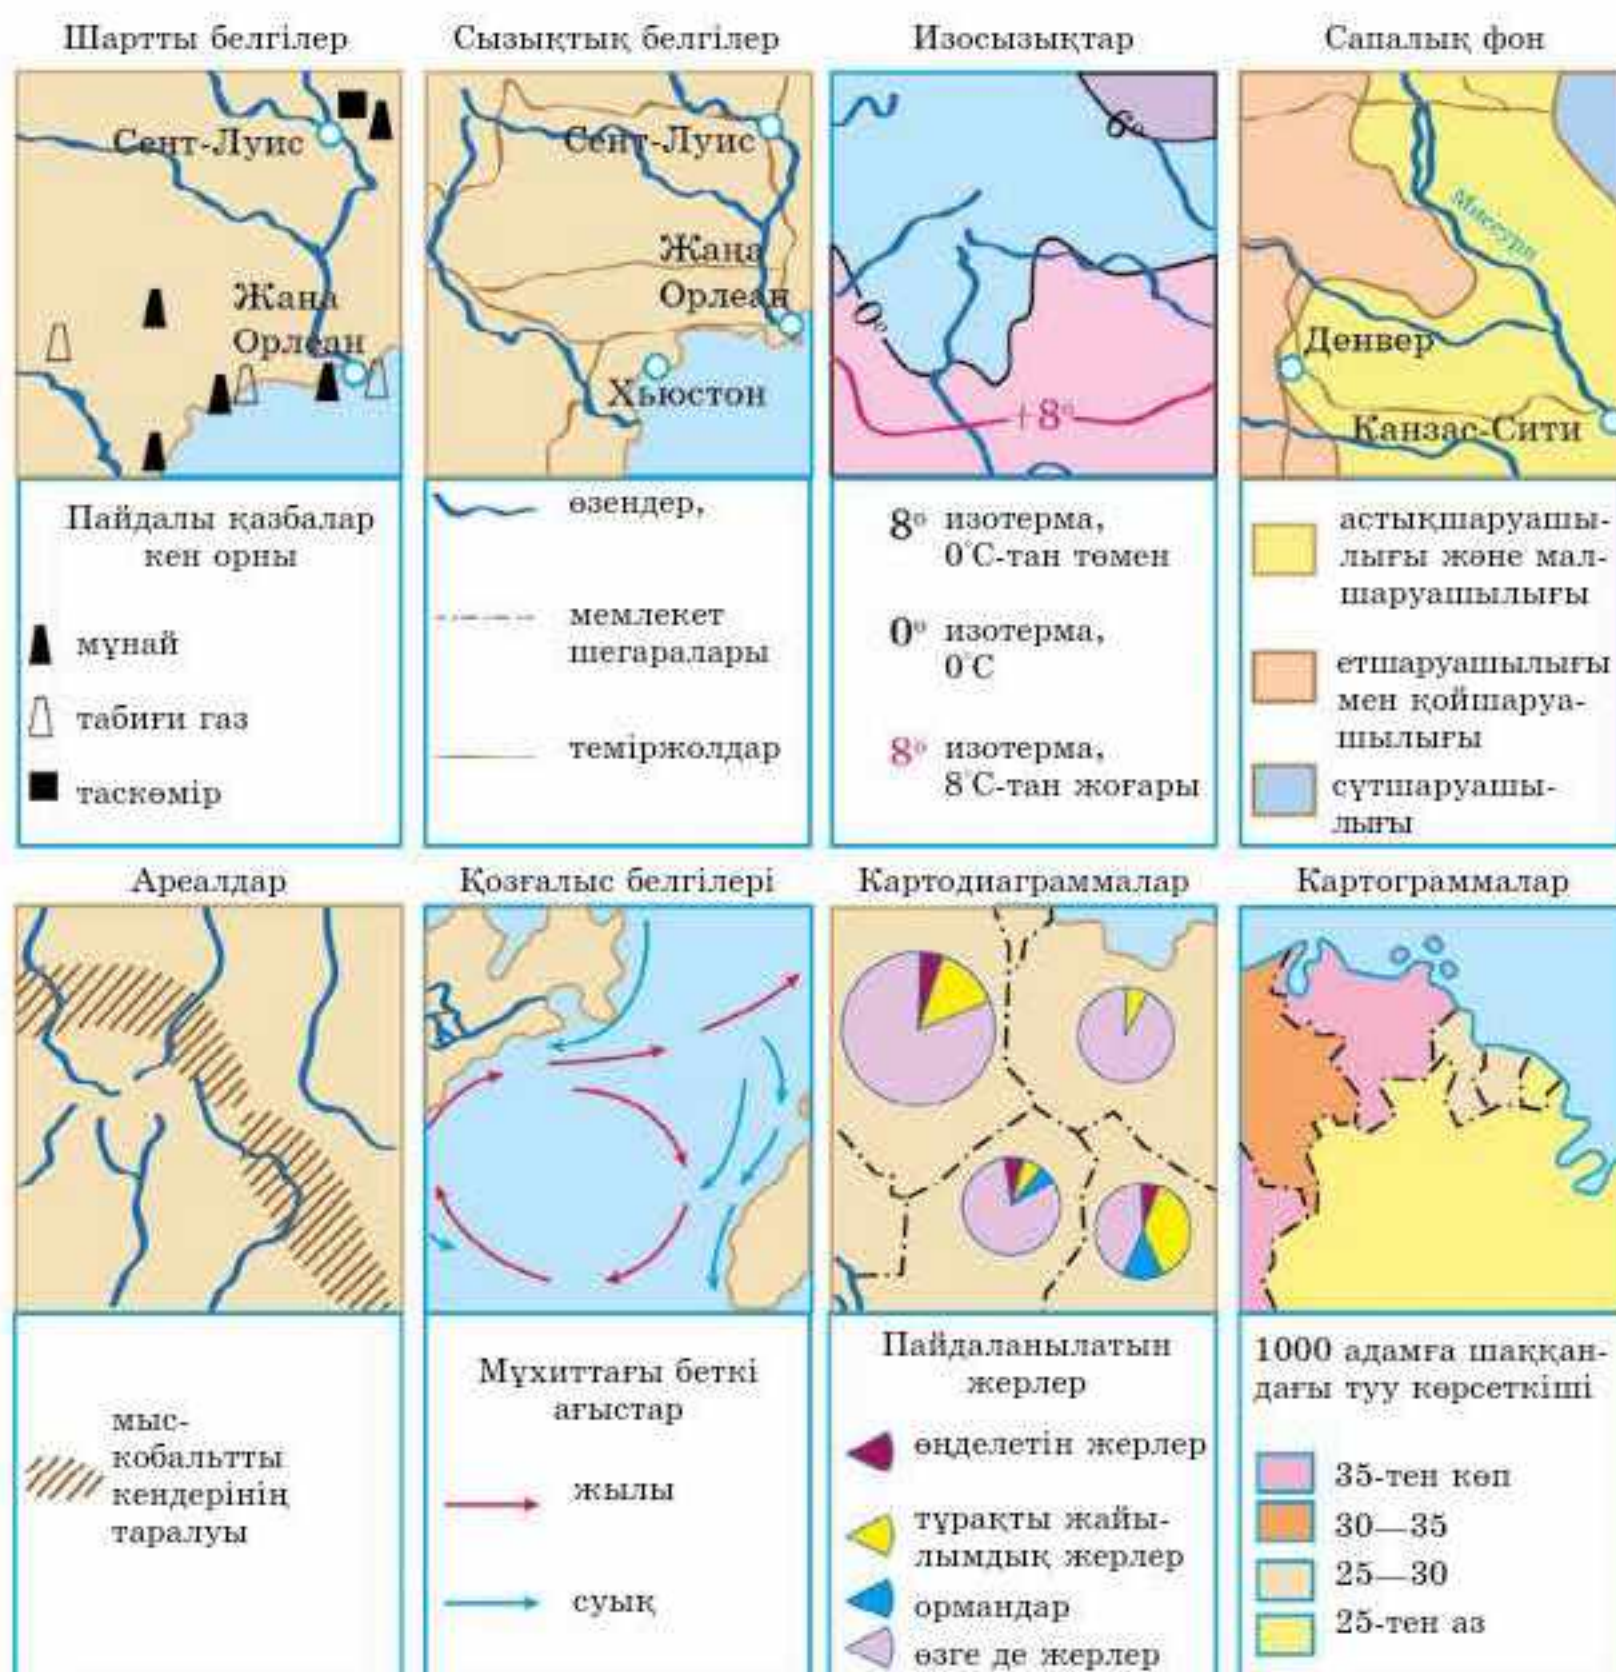 Шартты белгілер
Сызықтық белгілер
Изосызықтар
Сапалық фон
Сент-Луис
Жаңа
Орлеан
Сент-Луис
Жаңа
Орлеан
Хьюстон
6°
0°
+8°
Миссури
Денвер
Канзас-Сити
Пайдалы қазбалар
кен орны
мұнай
табиғи газ
таскөмір
өзендер,
мемлекет
шегаралары
теміржолдар
8° изотерма,
0°С-тан төмен
0° изотерма,
0°С
8° изотерма,
8°С-тан жоғары
астықшаруашы-
лығы және мал-
шаруашылығы
етшаруашылығы
мен қойшаруа-
шылығы
сүтшаруашы-
лығы
Ареалдар
Қозғалыс белгілері
Картодиаграммалар
Картограммалар
мыс-
кобальтты
кендерінің
таралуы
Мұхиттағы беткі
ағыстар
жылы
суық
Пайдаланылатын
жерлер
өңделетін жерлер
тұрақты жайы-
лымдық жерлер
ормандар
өзге де жерлер
1000 адамға шаққан-
дағы туу көрсеткіші
35-тен көп
30—35
25—30
25-тен аз